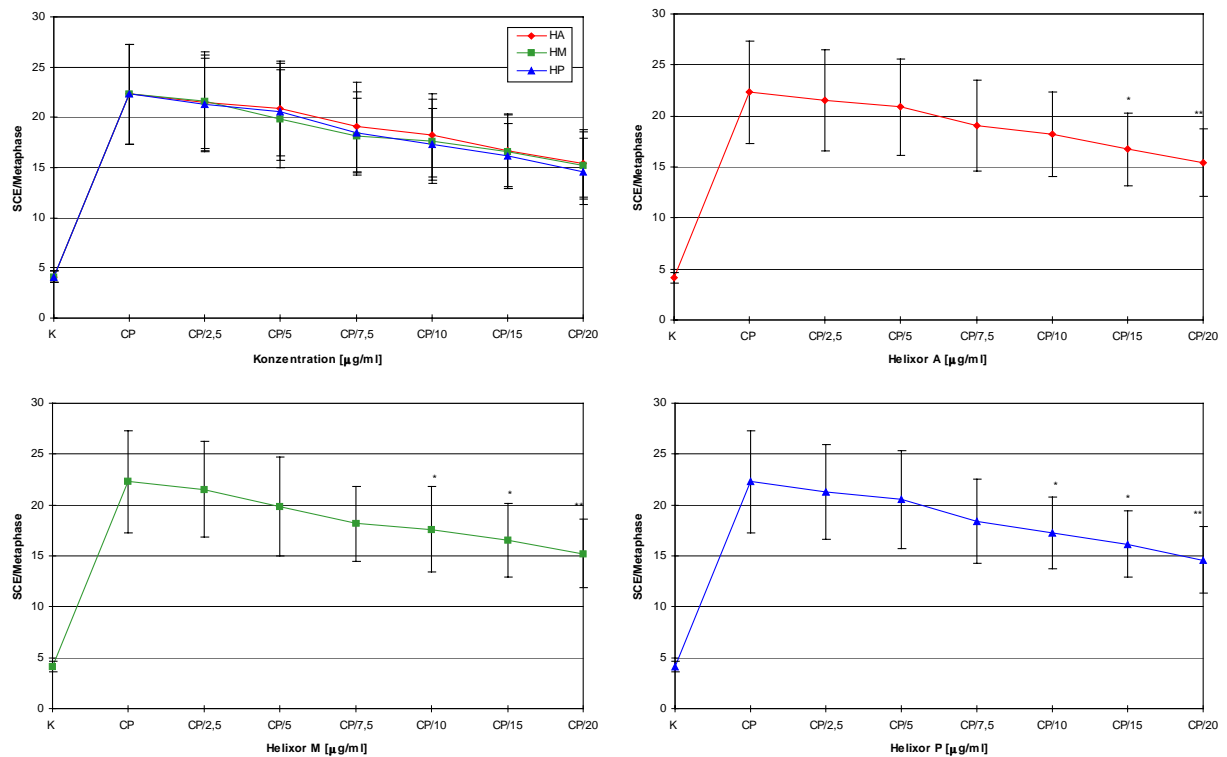 30
25
20
15
10
5
0
SCE/Metaphase
HA
HM
HP
K CP CP/2,5 CP/5 CP/7,5 CP/10 CP/15 CP/20
Konzentration [µg/ml]
30
25
20
15
10
5
0
SCE/Metaphase
* **
K CP CP/2,5 CP/5 CP/7,5 CP/10 CP/15 CP/20
Helixor A [µg/ml]
30
25
20
15
10
5
0
SCE/Metaphase
* * **
K CP CP/2,5 CP/5 CP/7,5 CP/10 CP/15 CP/20
Helixor M [µg/ml]
30
25
20
15
10
5
0
SCE/Metaphase
* * **
K CP CP/2,5 CP/5 CP/7,5 CP/10 CP/15 CP/20
Helixor P [µg/ml]